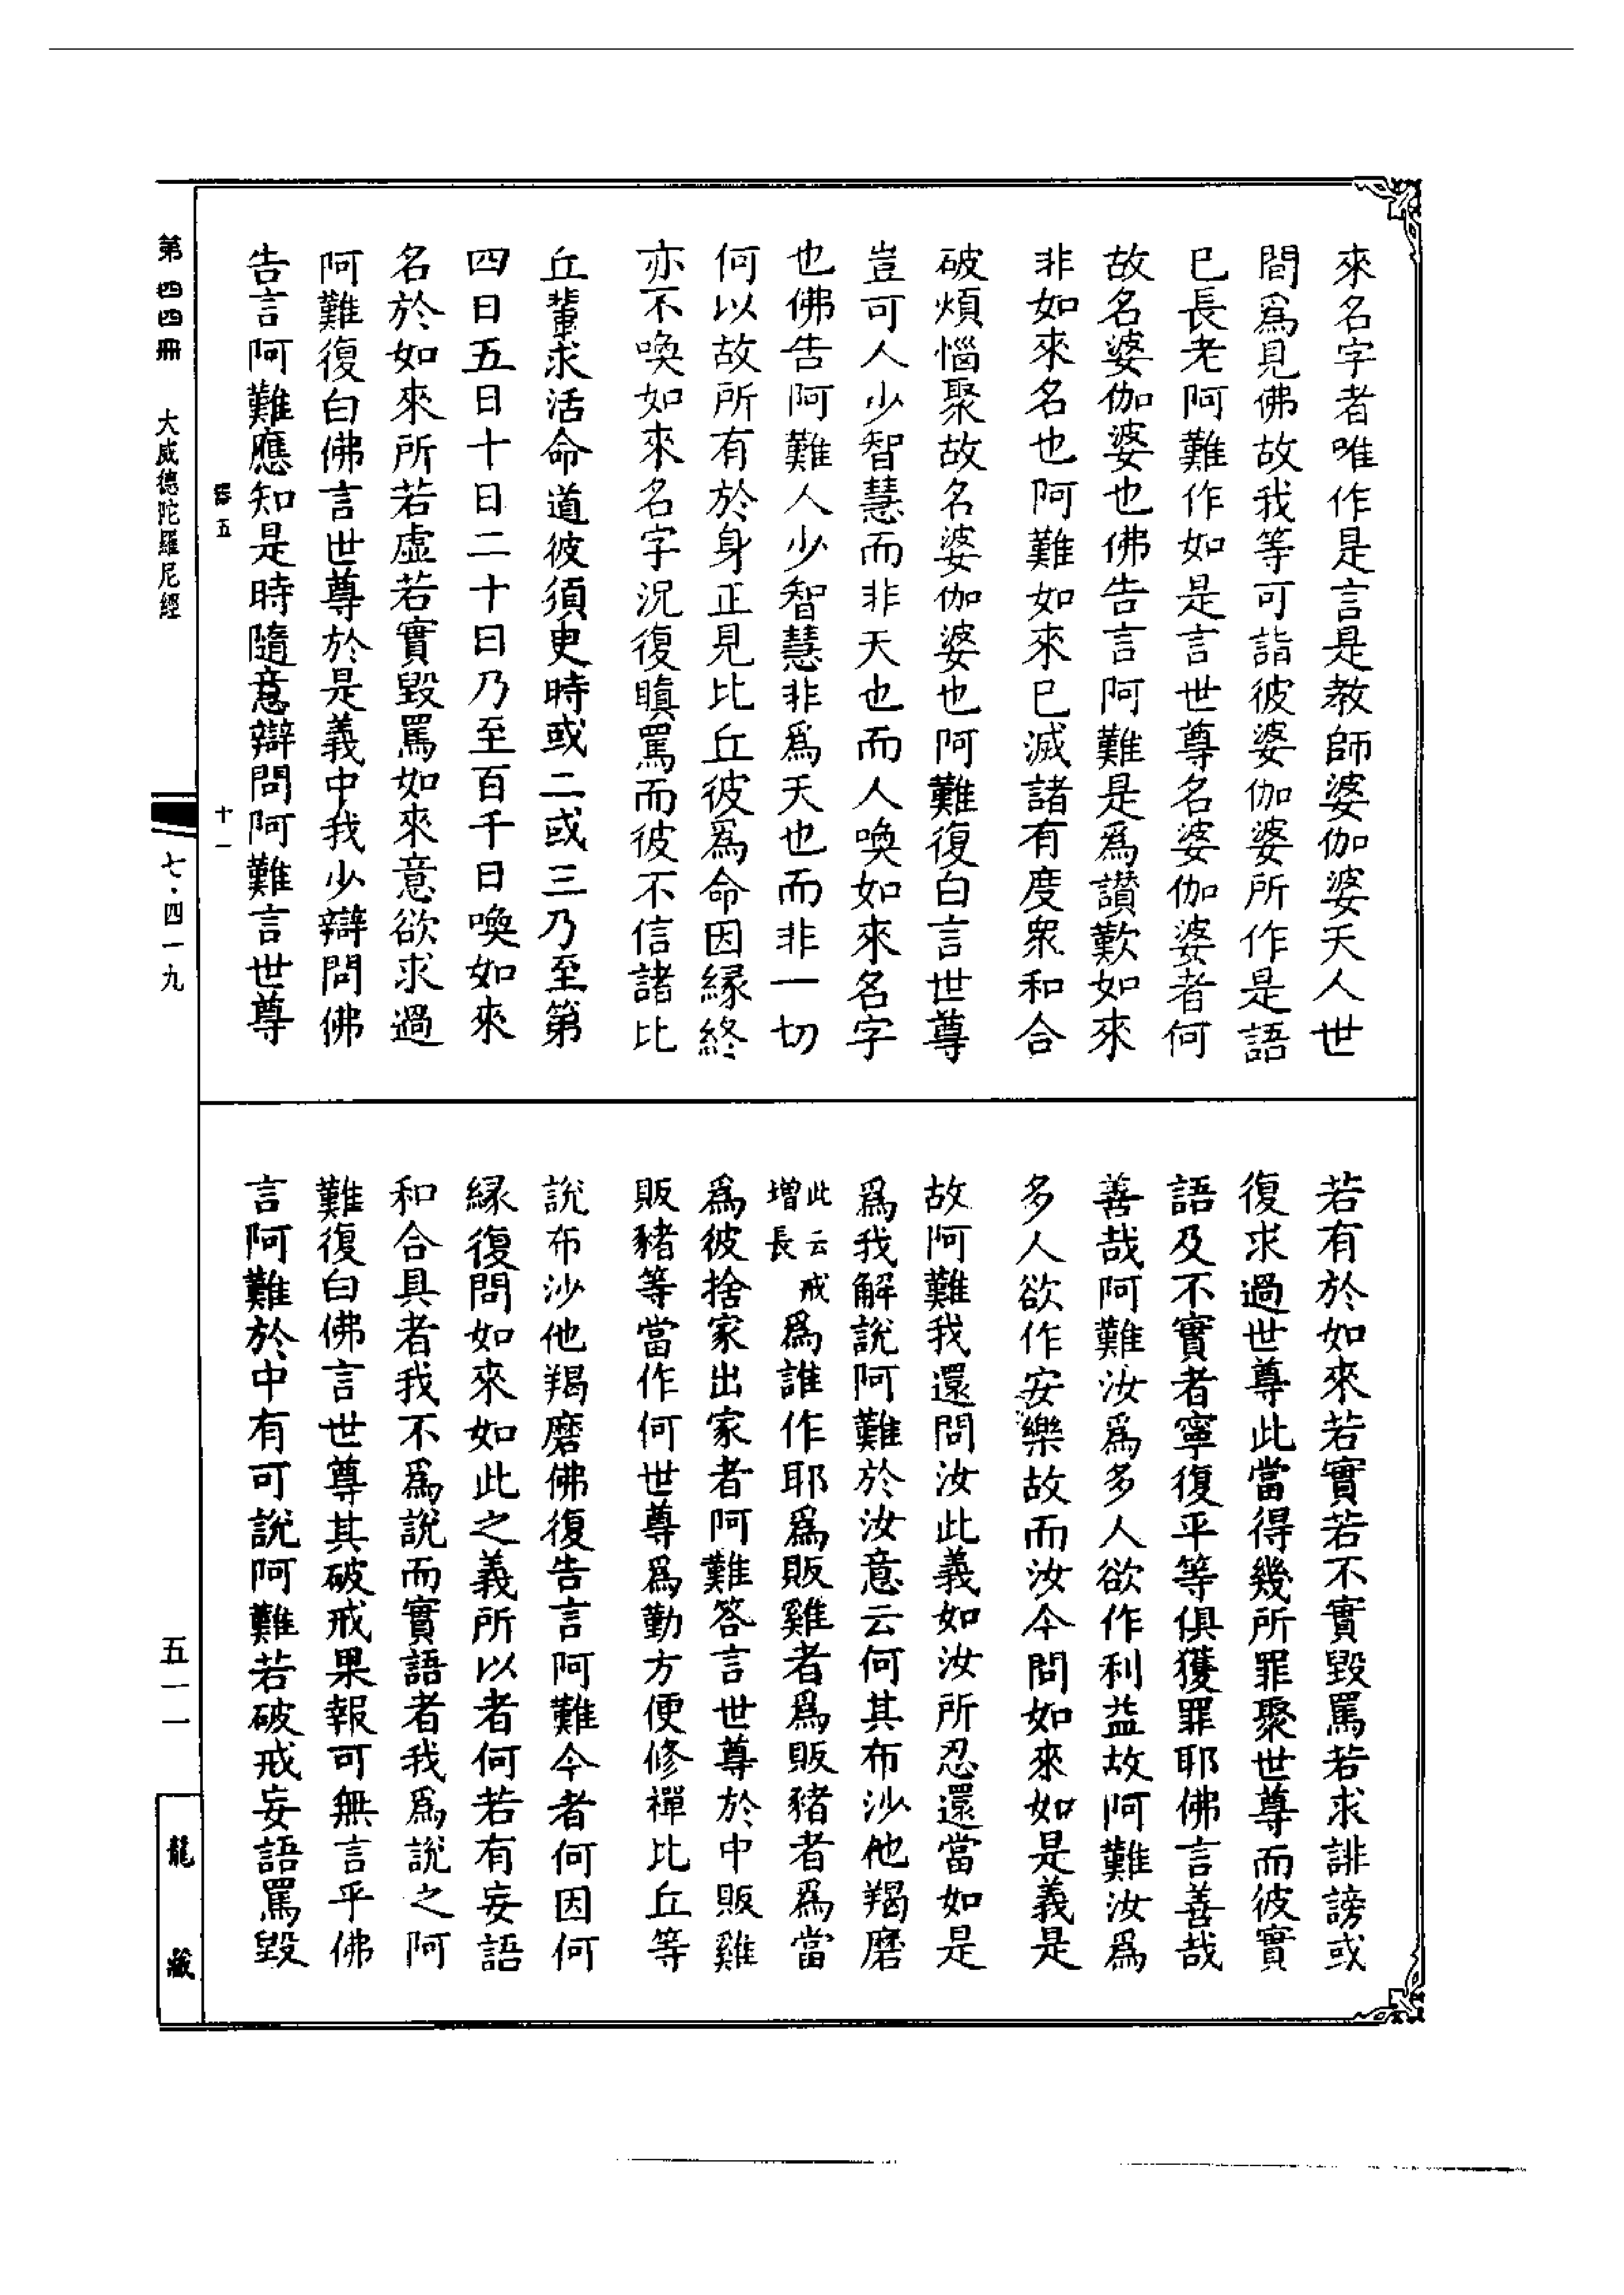 來名字者唯作是言是教師婆伽婆天人世
間爲見佛故我等可詣彼婆伽婆所作是語
已長老阿難作如是言世尊名婆伽婆者何
故名婆伽婆也佛告言阿難是爲讚歎如來
非如來名也阿難如來已滅諸有度衆和合
破煩惱聚故名婆伽婆也阿難復白言世尊
豈可人少智慧而非天也而人喚如來名字
也佛告阿難人少智慧非爲天也而非一切
何以故所有於身正見比丘彼爲命因縁終
亦不喚如來名字況復瞋罵而彼不信諸比
丘輩求活命道彼須臾時或二或三乃至第
四日五日十日二十日乃至百千日喚如來
名於如來所若虛若實毀罵如來意欲求過
阿難復白佛言世尊於是義中我少辯問佛
告言阿難應知是時隨意辯問阿難言世尊
若有於如來若實若不實毀罵若求誹謗或
復求過世尊此當得幾所罪聚世尊而彼實
語及不實者寧復平等俱獲罪耶佛言善哉
善哉阿難汝爲多人欲作利益故阿難汝爲
多人欲作安樂故而汝今問如來如是義是
故阿難我還問汝此義如汝所忍還當如是
爲我解說阿難於汝意云何其布沙他羯磨
此云戒增長爲誰作耶爲販雞者爲販豬者爲當
爲彼捨家出家者阿難答言世尊於中販雞
販豬等當作何世尊爲勤方便修禪比丘等
說布沙他羯磨佛復告言阿難今者何因何
縁復問如來如此之義所以者何若有妄語
和合具者我不爲說而實語者我爲說之阿
難復白佛言世尊其破戒果報可無言乎佛
言阿難於中有可說阿難若破戒妄語罵毀
器五
十一
第四四冊
大威德陀羅尼經
七·四一九
五一一
龍藏